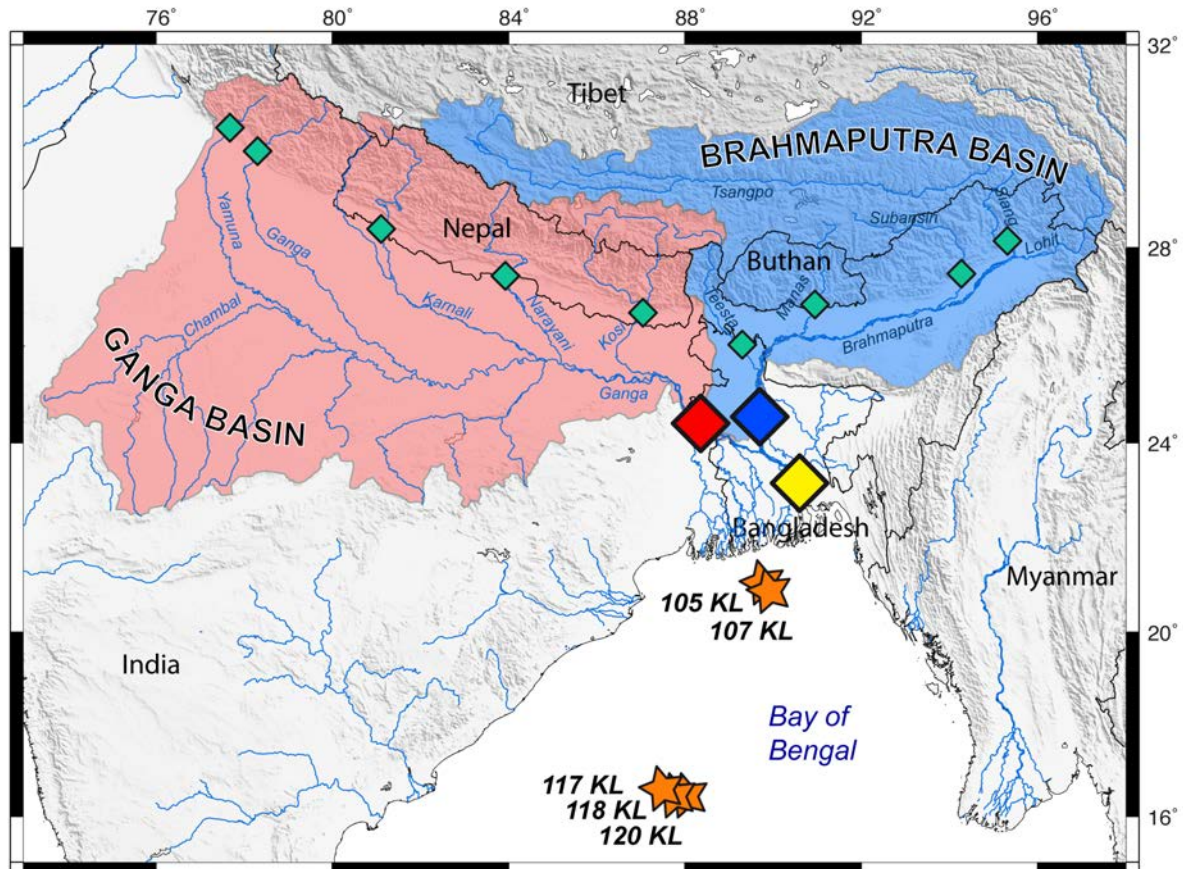 76°
80°
84°
88°
92°
96°
32°
Tibet
BRAHMAPUTRA BASIN
Tsangpo
Subansiri
Siang
Lohit
Nepal
28°
Yamuna
Ganga
Buthan
Manas
Teesta
Brahmaputra
Karnali
Narayani
Kosi
Chambal
GANGA BASIN
Ganga
24°
Bangladesh
Myanmar
105 KL
107 KL
20°
India
Bay of
Bengal
117 KL
118 KL
120 KL
16°